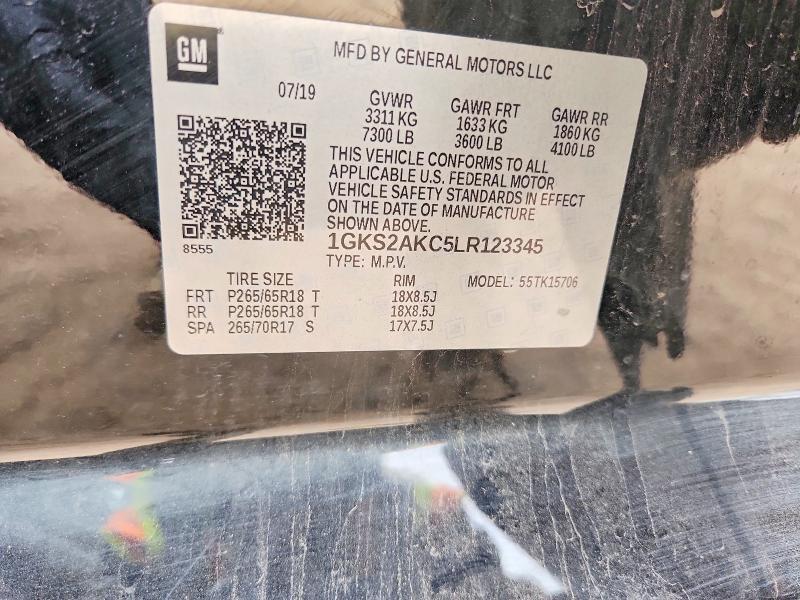 GM
MFD BY GENERAL MOTORS LLC
07/19
GVWR GAWR FRT GAWR RR
3311 KG 1633 KG 1860 KG
7300 LB 3600 LB 4100 LB
THIS VEHICLE CONFORMS TO ALL
APPLICABLE U.S. FEDERAL MOTOR
VEHICLE SAFETY STANDARDS IN EFFECT
ON THE DATE OF MANUFACTURE
SHOWN ABOVE.
8555
1GKS2AKC5LR123345
TYPE: M.P.V.
TIRE SIZE RIM MODEL: 55TK15706
FRT P265/65R18 T 18X8.5J
RR P265/65R18 T 18X8.5J
SPA 265/70R17 S 17X7.5J